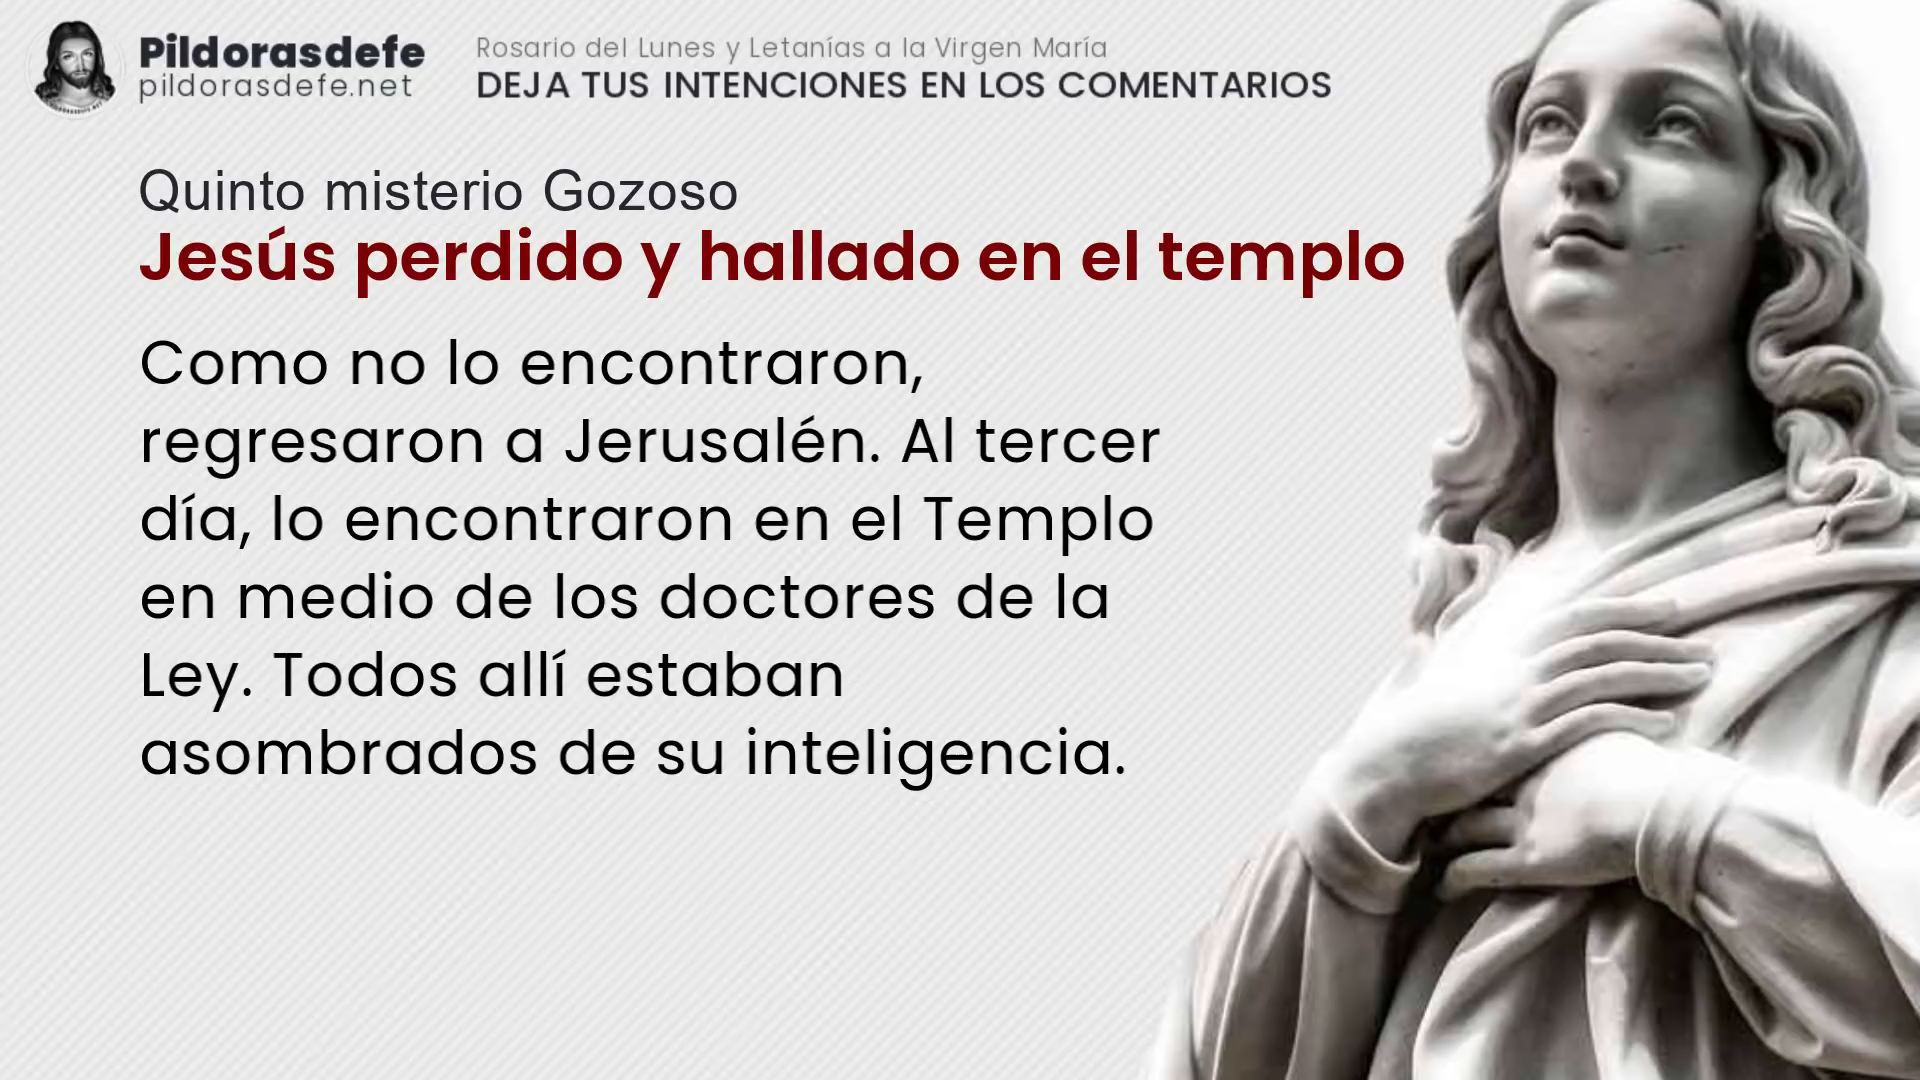 Pildorasdefe
pildorasdefe.net
Rosario del Lunes y Letanías a la Virgen María
DEJA TUS INTENCIONES EN LOS COMENTARIOS
Quinto misterio Gozoso
Jesús perdido y hallado en el templo
Como no lo encontraron,
regresaron a Jerusalén. Al tercer
día, lo encontraron en el Templo
en medio de los doctores de la
Ley. Todos allí estaban
asombrados de su inteligencia.